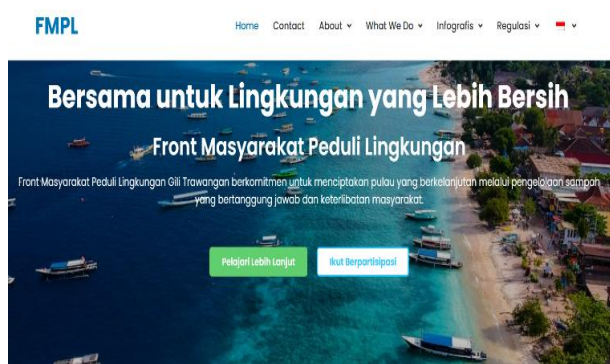 FMPL
Home Contact About What We Do Infografis Regulasi
Bersama untuk Lingkungan yang Lebih Bersih
Front Masyarakat Peduli Lingkungan
Front Masyarakat Peduli Lingkungan Gili Trawangan berkomitmen untuk menciptakan pulau yang berkelanjutan melalui pengelolaan sampah
yang bertanggung jawab dan keterlibatan masyarakat.
Pelajari Lebih Lanjut
Ikut Berpartisipasi